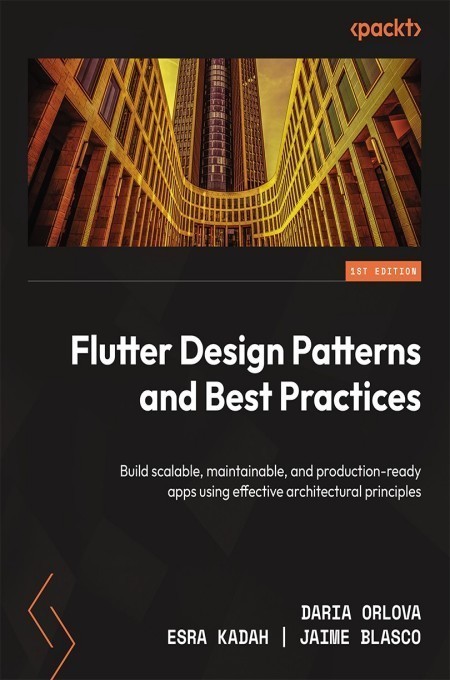 <packt>
1ST EDITION
Flutter Design Patterns
and Best Practices
Build scalable, maintainable, and production-ready
apps using effective architectural principles
DARIA ORLOVA
ESRA KADAH | JAIME BLASCO